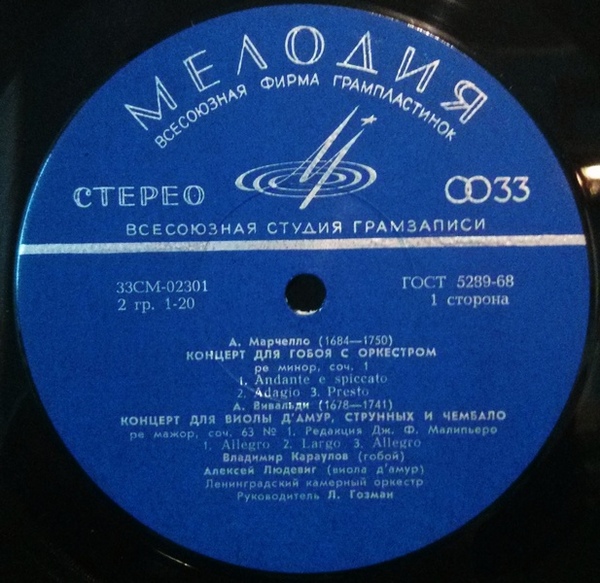 МЕЛОДИЯ
ВСЕСОЮЗНАЯ ФИРМА ГРАМПЛАСТИНОК
СТЕРЕО 33
ВСЕСОЮЗНАЯ СТУДИЯ ГРАМЗАПИСИ
33СМ-02301 ГОСТ 5289-68
2 гр. 1-20 1 сторона
А. Марчелло (1684—1750)
КОНЦЕРТ ДЛЯ ГОБОЯ С ОРКЕСТРОМ
ре минор, соч. 1
1. Andante e spiccato
2. Adagio 3. Presto
А. Вивальди (1678—1741)
КОНЦЕРТ ДЛЯ ВИОЛЫ Д'АМУР, СТРУННЫХ И ЧЕМБАЛО
ре мажор, соч. 63 № 1. Редакция Дж. Ф. Малипьеро
1. Allegro 2. Largo 3. Allegro
Владимир Караулов (гобой)
Алексей Людевиг (виола д'амур)
Ленинградский камерный оркестр
Руководитель Л. Гозман